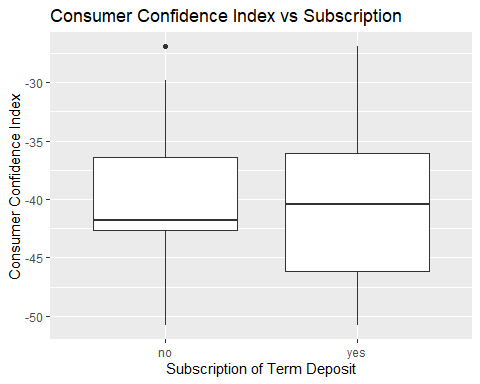 Consumer Confidence Index vs Subscription
Consumer Confidence Index
-30
-35
-40
-45
-50
no yes
Subscription of Term Deposit